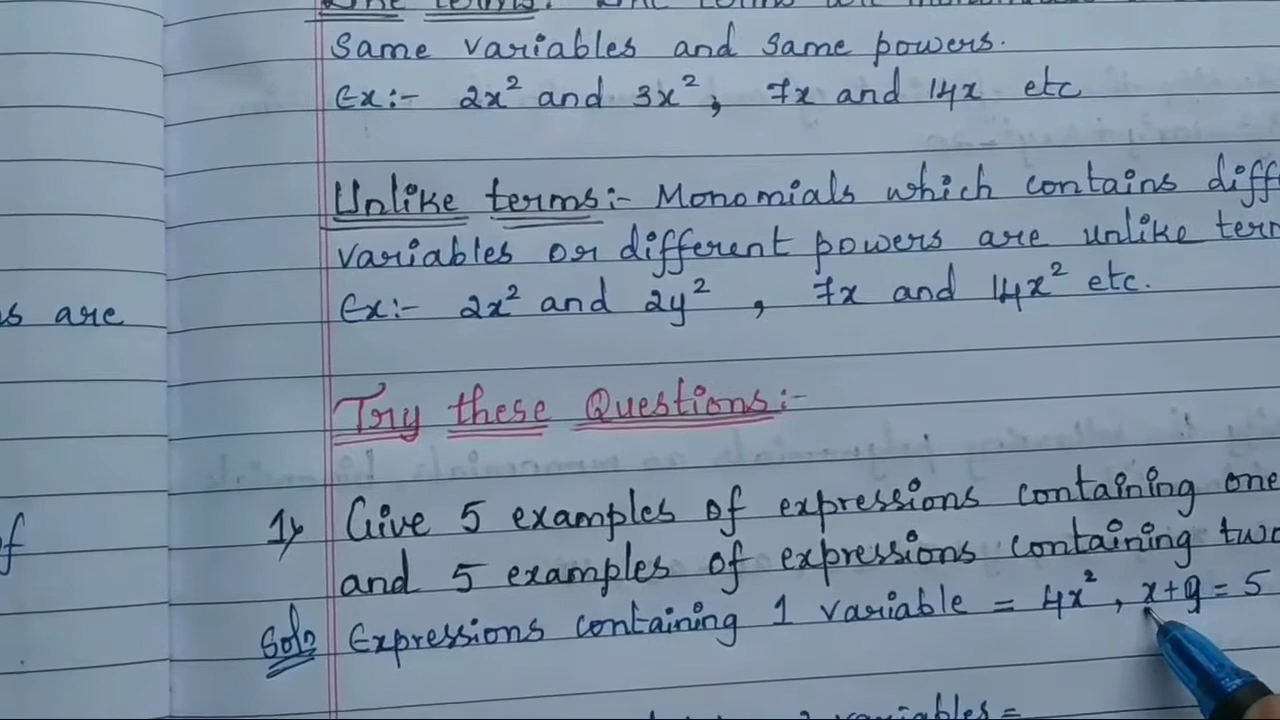 same variables and same powers.
Ex:- 2x² and 3x², 7x and 14x etc
Unlike terms:- Monomials which contains diff
variables or different powers are unlike term
Ex:- 2x² and 2y² , 7x and 14x² etc.
s are
Try these Questions:-
f
1) Give 5 examples of expressions containing one
and 5 examples of expressions containing two
Soln Expressions containing 1 variable = 4x², x+9=5
variables=